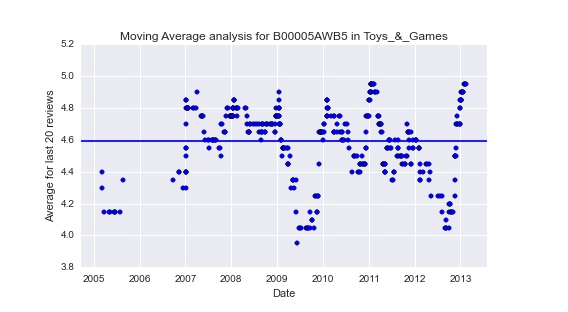 Moving Average analysis for B00005AWB5 in Toys_&_Games
5.2
5.0
4.8
4.6
4.4
4.2
4.0
3.8
Average for last 20 reviews
2005 2006 2007 2008 2009 2010 2011 2012 2013
Date